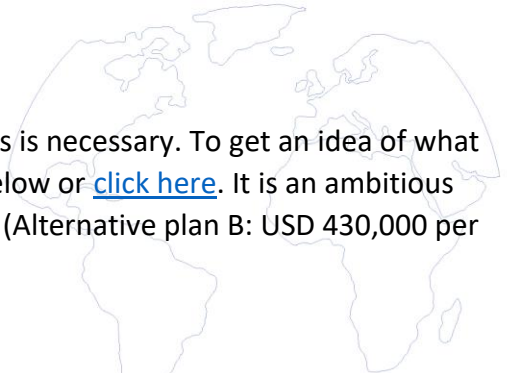 s is necessary. To get an idea of what
elow or click here. It is an ambitious
(Alternative plan B: USD 430,000 per